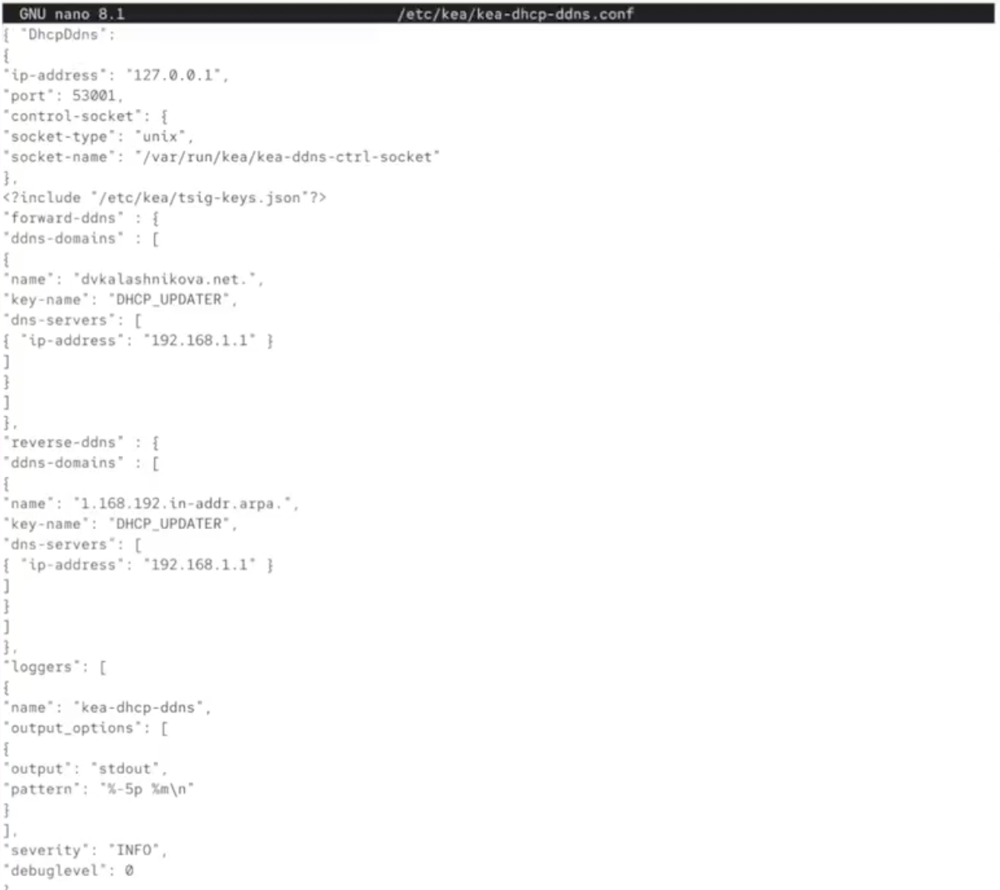 GNU nano 8.1 /etc/kea/kea-dhcp-ddns.conf
{ "DhcpDdns":
{
"ip-address": "127.0.0.1",
"port": 53001,
"control-socket": {
"socket-type": "unix",
"socket-name": "/var/run/kea/kea-ddns-ctrl-socket"
},
<?include "/etc/kea/tsig-keys.json"?>
"forward-ddns" : {
"ddns-domains" : [
{
"name": "dvkalashnikova.net.",
"key-name": "DHCP_UPDATER",
"dns-servers": [
{ "ip-address": "192.168.1.1" }
]
}
]
},
"reverse-ddns" : {
"ddns-domains" : [
{
"name": "1.168.192.in-addr.arpa.",
"key-name": "DHCP_UPDATER",
"dns-servers": [
{ "ip-address": "192.168.1.1" }
]
}
]
},
"loggers": [
{
"name": "kea-dhcp-ddns",
"output_options": [
{
"output": "stdout",
"pattern": "%-5p %m\n"
}
],
"severity": "INFO",
"debuglevel": 0
}